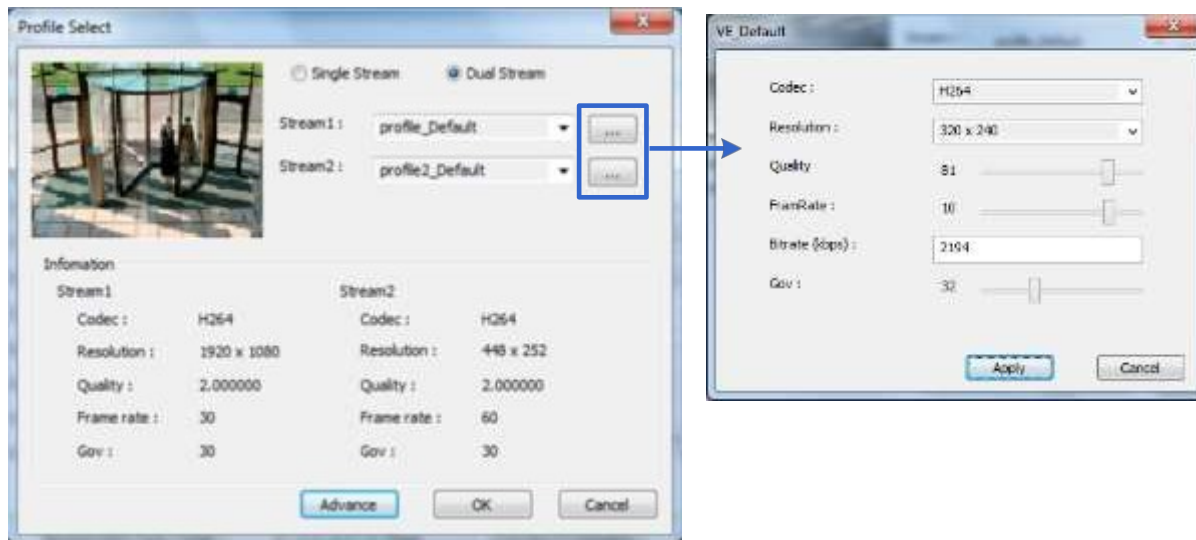 Profile Select
Single Stream Dual Stream
Stream1 : profile_Default ...
Stream2 : profile2_Default ...
Infomation
Stream1 Stream2
Codec : H264 Codec : H264
Resolution : 1920 x 1080 Resolution : 448 x 252
Quality : 2.000000 Quality : 2.000000
Frame rate : 30 Frame rate : 60
Gov : 30 Gov : 30
Advance OK Cancel
VE_Default
Codec : H264
Resolution : 320 x 240
Quality 81
FramRate : 10
Bitrate (kbps) : 2194
Gov : 32
Apply Cancel